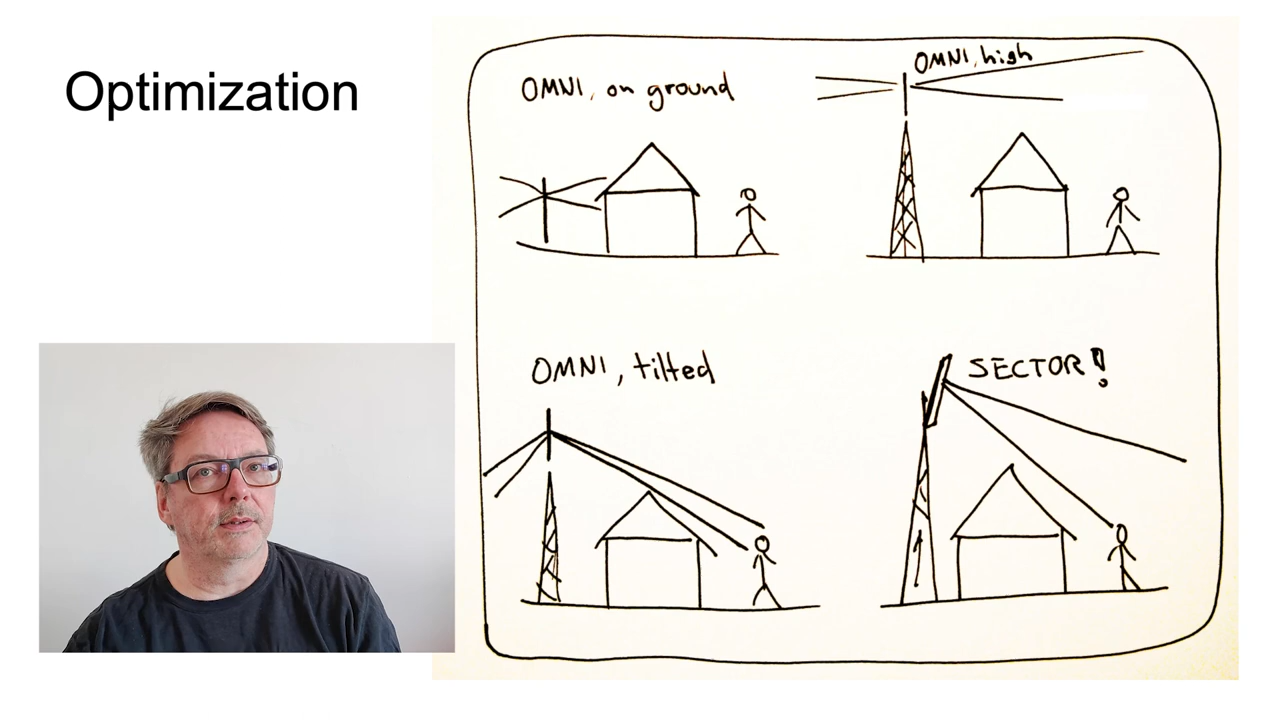 Optimization
OMNI, on ground
OMNI, high
OMNI, tilted
SECTOR!